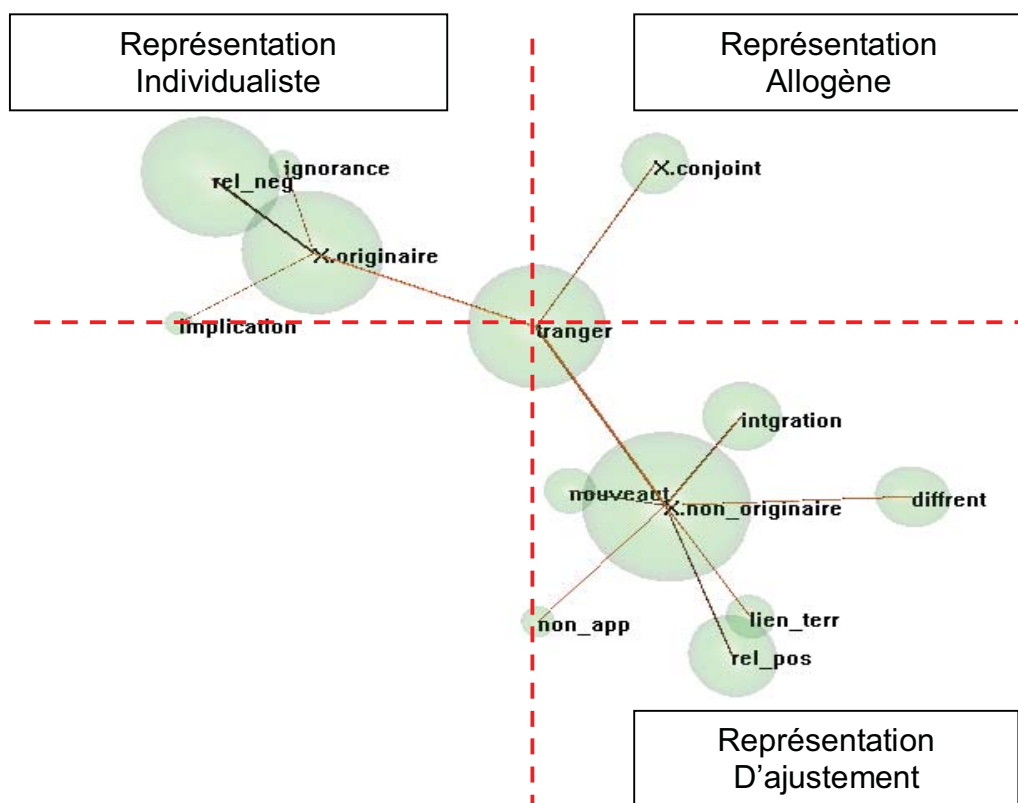 Représentation
Individualiste
Représentation
Allogène
ignorance
rel_neg
X.conjoint
X.originaire
implication
tranger
intgration
nouveaut
X.non_originaire
diffrent
non_app
lien_terr
rel_pos
Représentation
D'ajustement